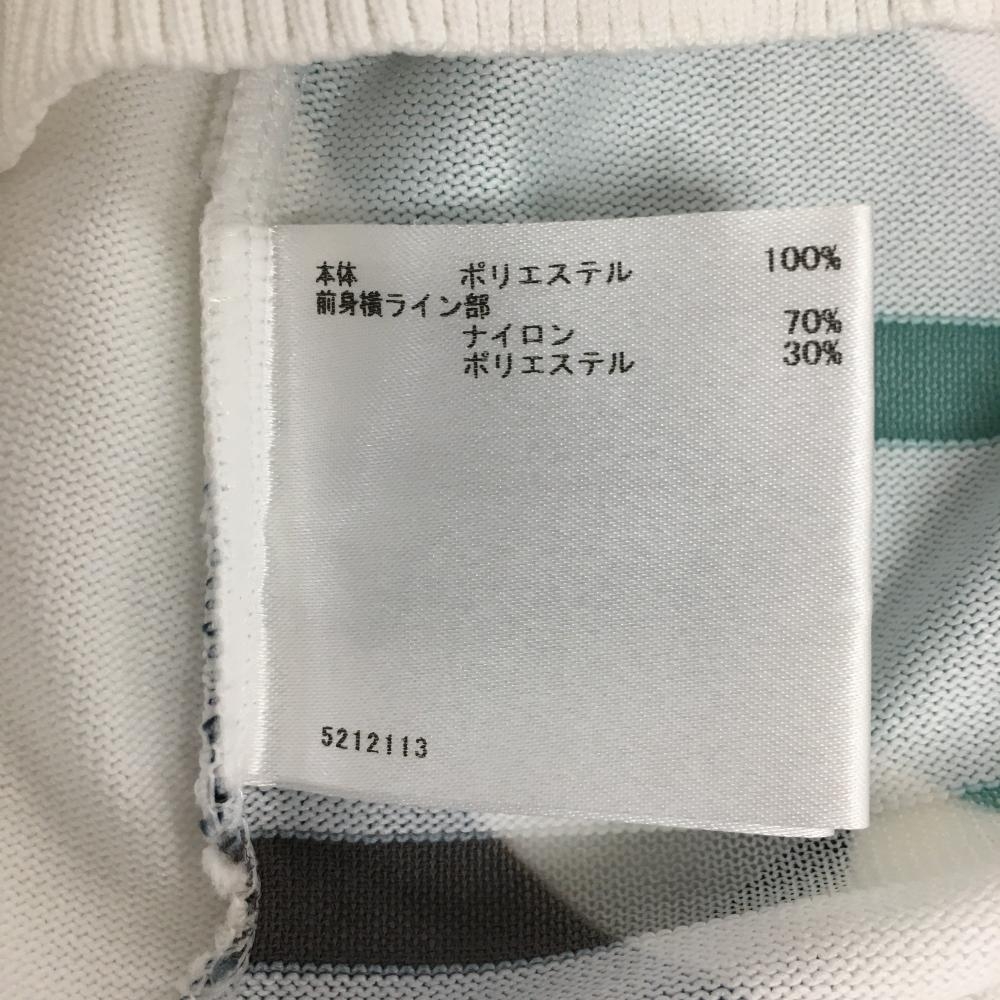 本体 ポリエステル 100%
前身横ライン部
ナイロン 70%
ポリエステル 30%
5212113